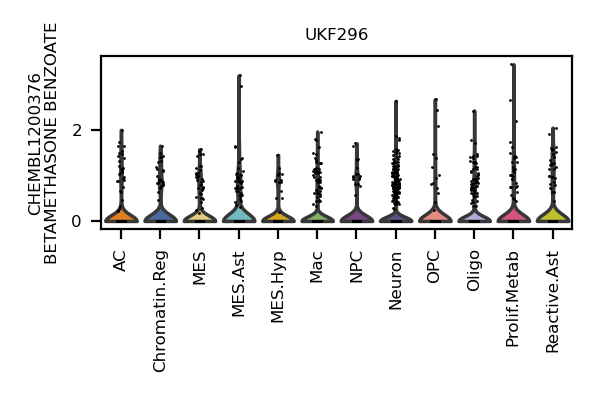 UKF296
CHEMBL1200376
BETAMETHASONE BENZOATE
2
0
AC
Chromatin.Reg
MES
MES.Ast
MES.Hyp
Mac
NPC
Neuron
OPC
Oligo
Prolif.Metab
Reactive.Ast